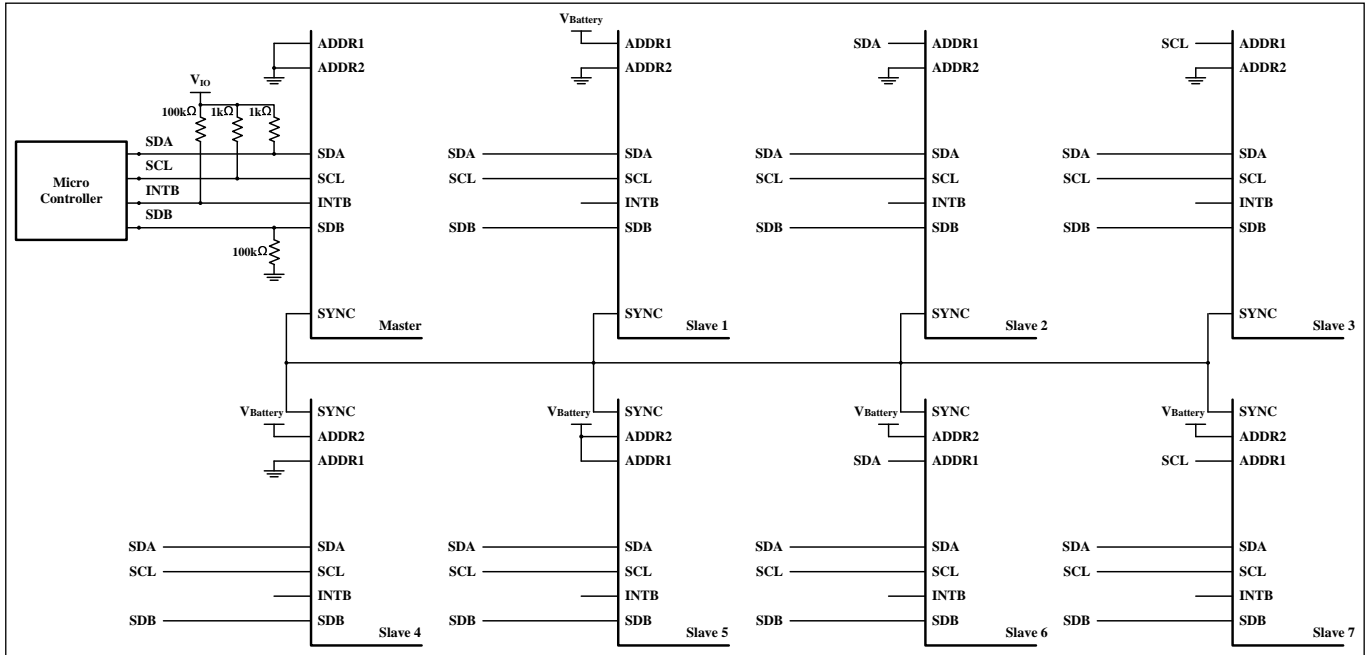 VBattery
ADDR1 ADDR1 SDA ADDR1 SCL ADDR1
ADDR2 ADDR2 ADDR2 ADDR2
VIO
100kΩ 1kΩ 1kΩ
SDA SDA SDA SDA SDA SDA SDA SDA
SCL SCL SCL SCL SCL SCL SCL SCL
Micro
Controller
INTB INTB INTB INTB INTB
SDB SDB SDB SDB SDB SDB SDB SDB
100kΩ
SYNC SYNC SYNC SYNC
Master Slave 1 Slave 2 Slave 3
VBattery SYNC VBattery SYNC VBattery SYNC VBattery SYNC
ADDR2 ADDR2 ADDR2 ADDR2
ADDR1 ADDR1 SDA ADDR1 SCL ADDR1
SDA SDA SDA SDA SDA SDA SDA SDA
SCL SCL SCL SCL SCL SCL SCL SCL
INTB INTB INTB INTB
SDB SDB SDB SDB SDB SDB SDB SDB
Slave 4 Slave 5 Slave 6 Slave 7